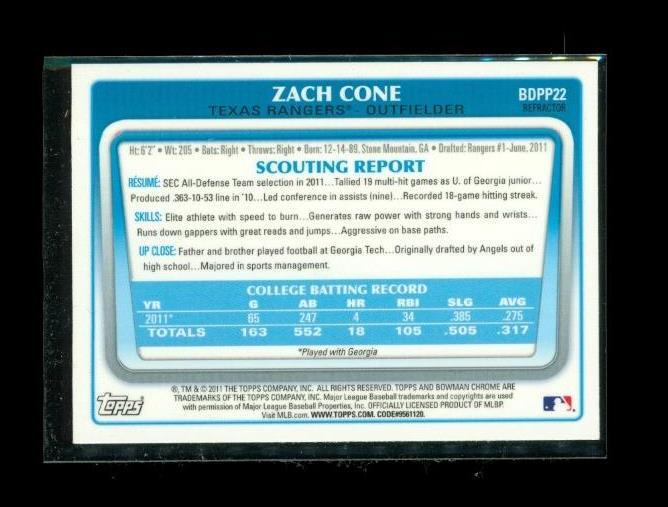 ZACH CONE
BDPP22
TEXAS RANGERS® - OUTFIELDER
REFRACTOR
Ht: 6'2" • Wt: 205 • Bats: Right • Throws: Right • Born: 12-14-89, Stone Mountain, GA • Drafted: Rangers #1-June, 2011
SCOUTING REPORT
RÉSUMÉ: SEC All-Defense Team selection in 2011...Tallied 19 multi-hit games as U. of Georgia junior...
Produced .363-10-53 line in '10...Led conference in assists (nine)...Recorded 18-game hitting streak.
SKILLS: Elite athlete with speed to burn...Generates raw power with strong hands and wrists...
Runs down gappers with great reads and jumps...Aggressive on base paths.
UP CLOSE: Father and brother played football at Georgia Tech...Originally drafted by Angels out of
high school...Majored in sports management.
COLLEGE BATTING RECORD
YR G AB HR RBI SLG AVG
2011* 65 247 4 34 .385 .275
TOTALS 163 552 18 105 .505 .317
*Played with Georgia
®, TM & © 2011 THE TOPPS COMPANY, INC. ALL RIGHTS RESERVED. TOPPS AND BOWMAN CHROME ARE
TRADEMARKS OF THE TOPPS COMPANY, INC. Major League Baseball trademarks and copyrights are used
with permission of Major League Baseball Properties, Inc. OFFICIALLY LICENSED PRODUCT OF MLBP.
Visit MLB.com. WWW.TOPPS.COM. CODE#9561120.
TOPPS